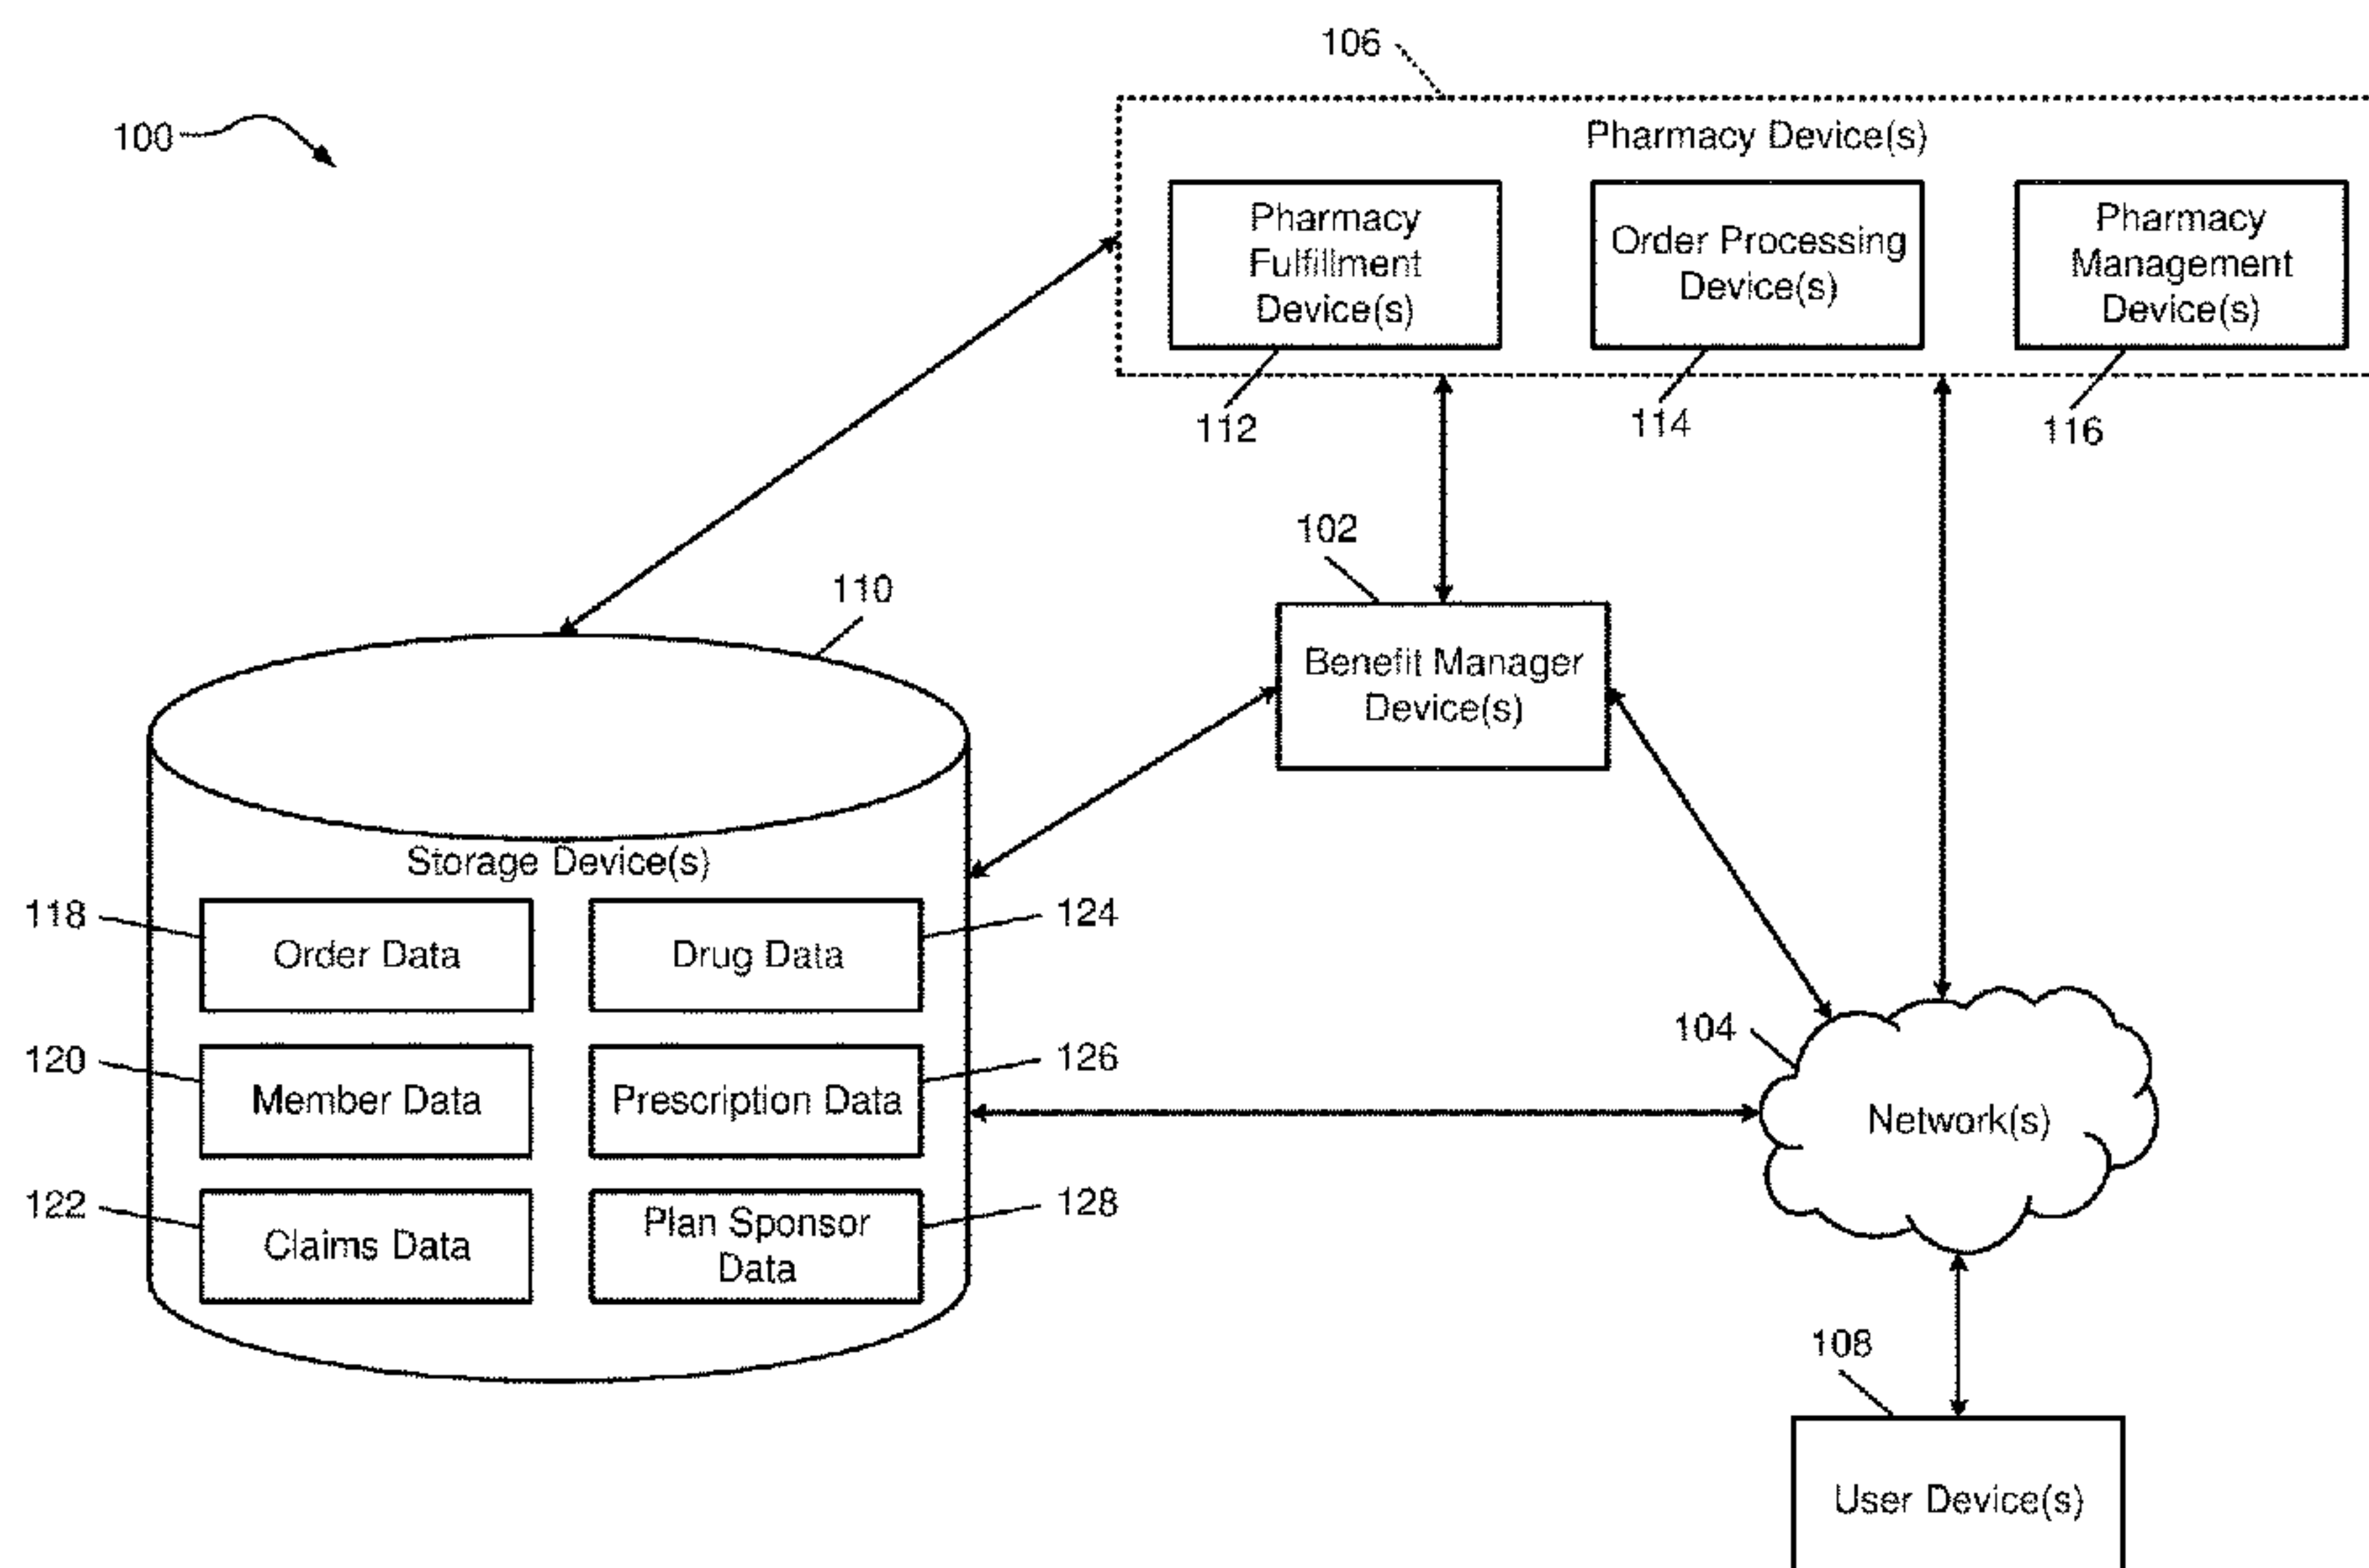 106
100
Pharmacy Device(s)
Pharmacy
Fulfillment
Device(s)
Order Processing
Device(s)
Pharmacy
Management
Device(s)
112
114
116
102
Benefit Manager
Device(s)
110
Storage Device(s)
118
Order Data
Drug Data
124
120
Member Data
Prescription Data
126
122
Claims Data
Plan Sponsor
Data
128
104
Network(s)
108
User Device(s)